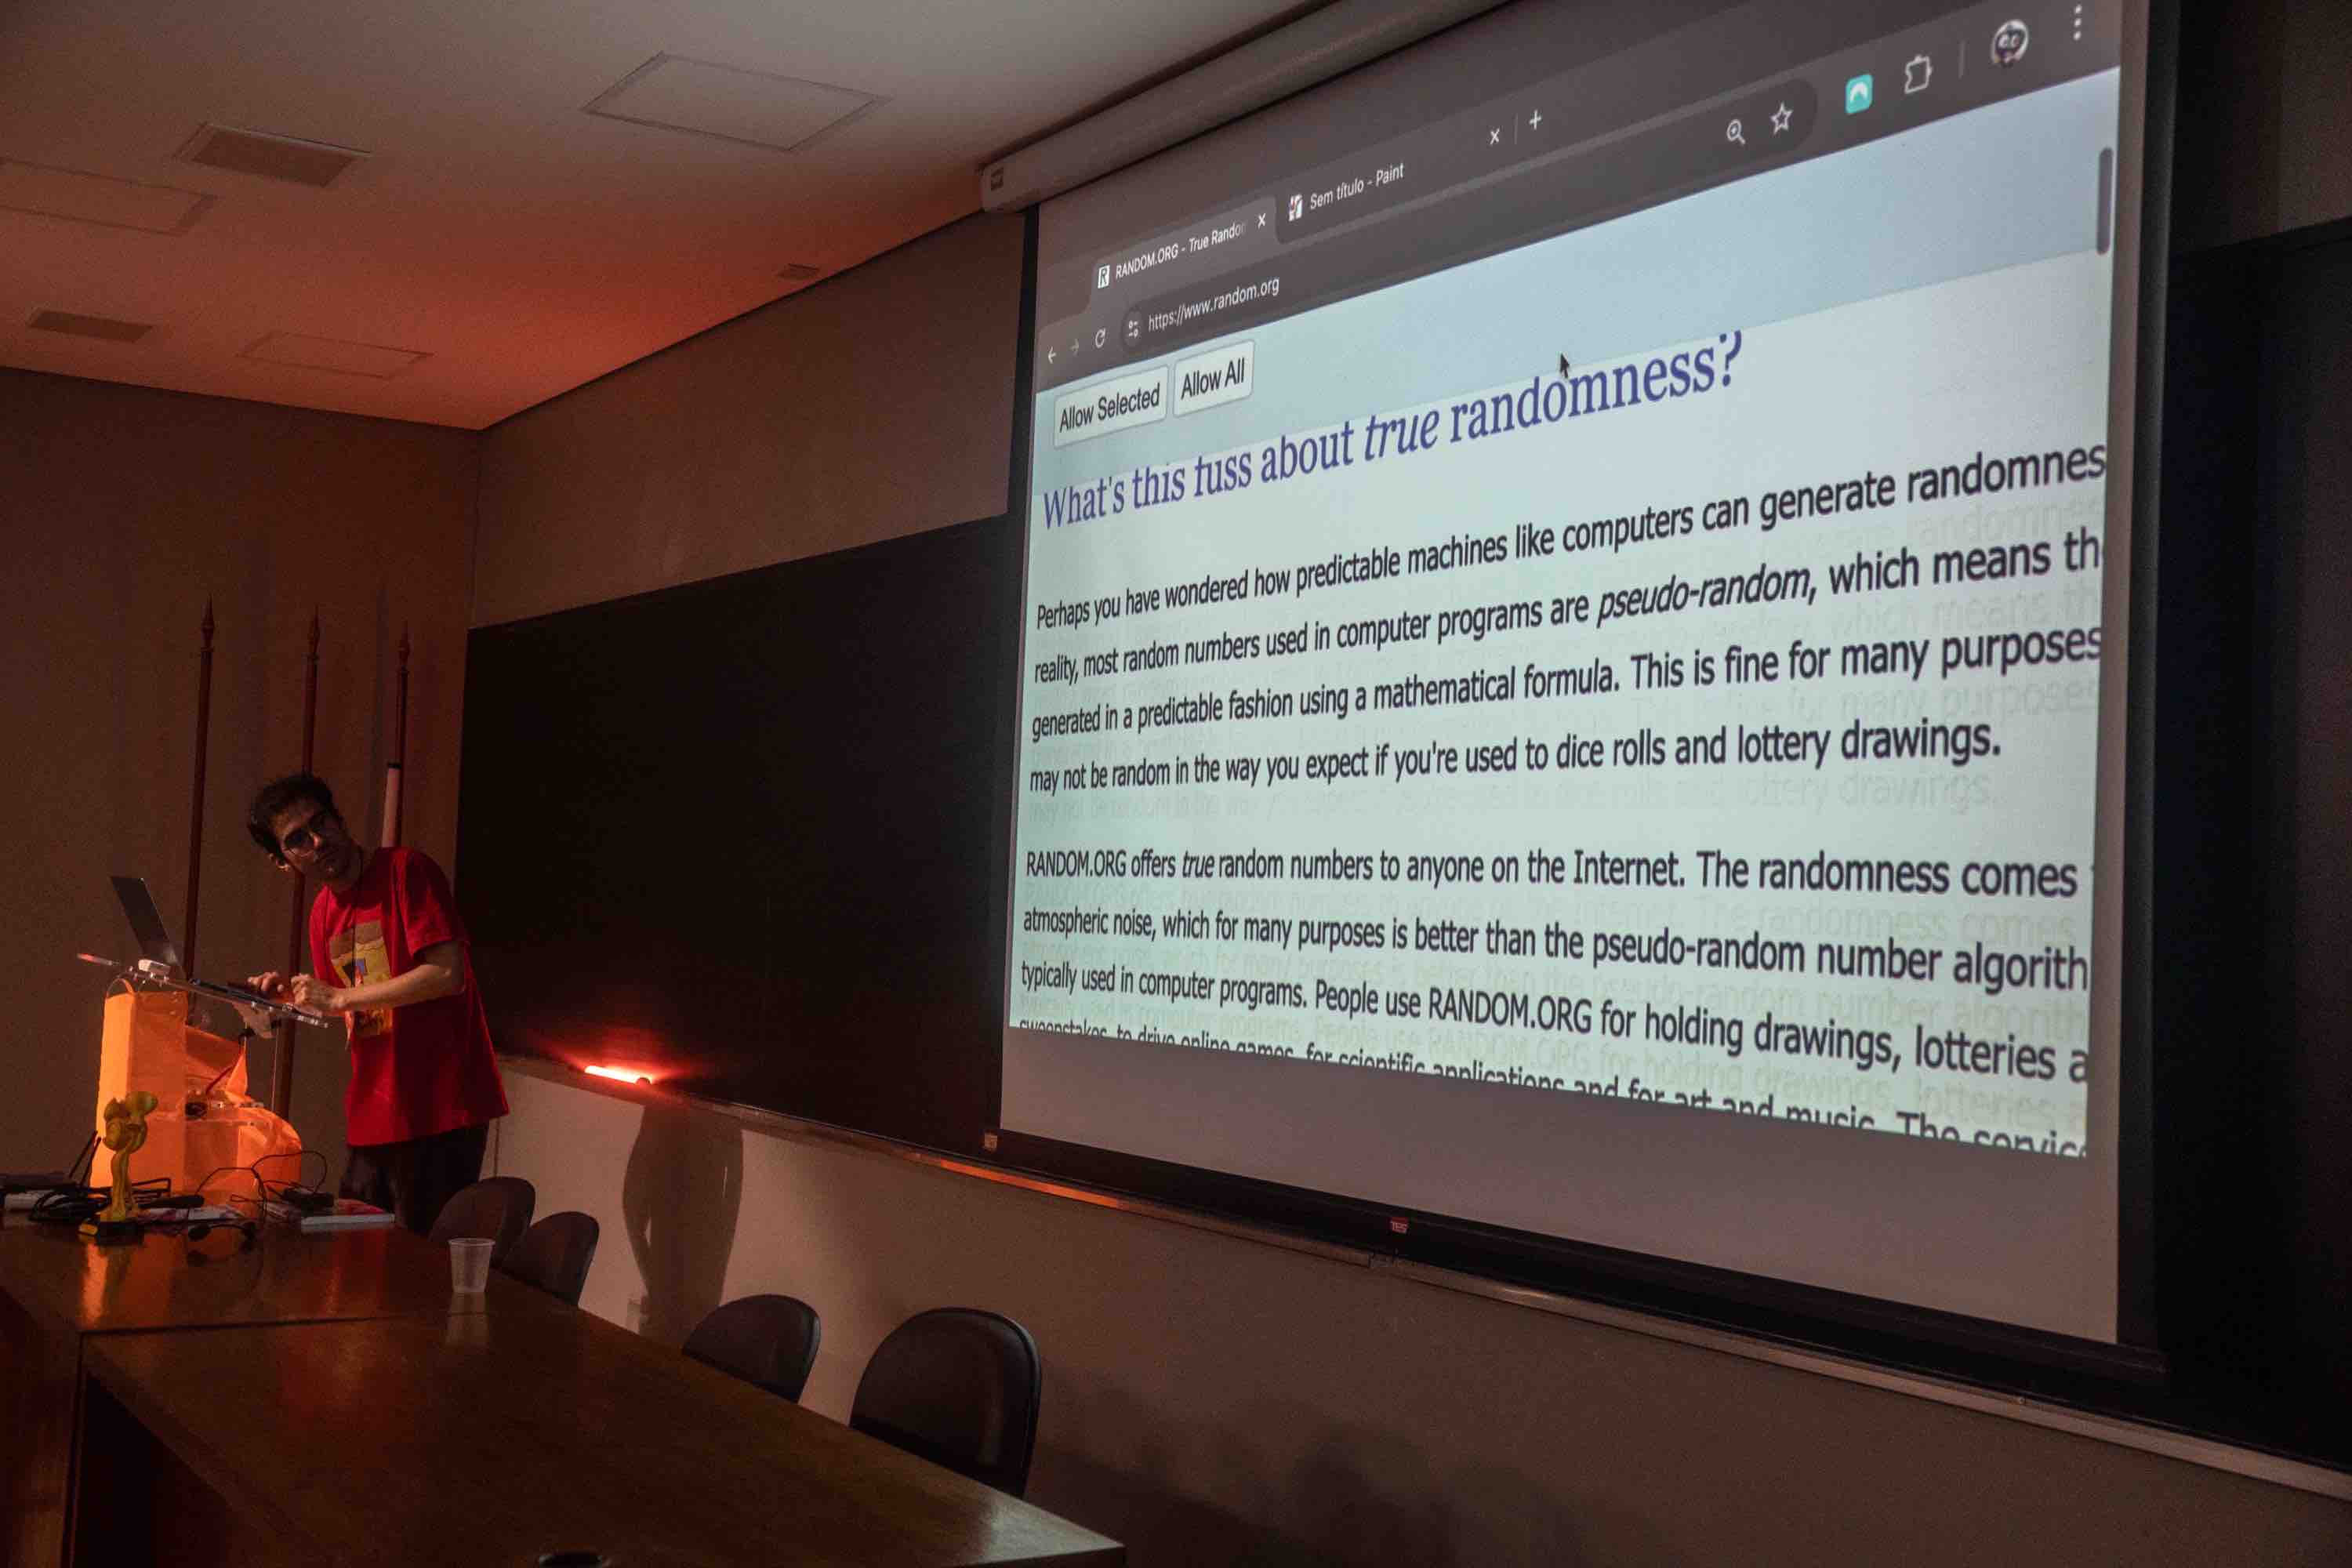 RANDOM.ORG - True Rando
Sem título - Paint
https://www.random.org
Allow Selected
Allow All
What's this fuss about true randomness?
Perhaps you have wondered how predictable machines like computers can generate randomnes
reality, most random numbers used in computer programs are pseudo-random, which means th
generated in a predictable fashion using a mathematical formula. This is fine for many purposes
may not be random in the way you expect if you're used to dice rolls and lottery drawings.
RANDOM.ORG offers true random numbers to anyone on the Internet. The randomness comes
atmospheric noise, which for many purposes is better than the pseudo-random number algorith
typically used in computer programs. People use RANDOM.ORG for holding drawings, lotteries a
sweepstakes, to drive online games, for scientific applications and for art and music. The service
TES